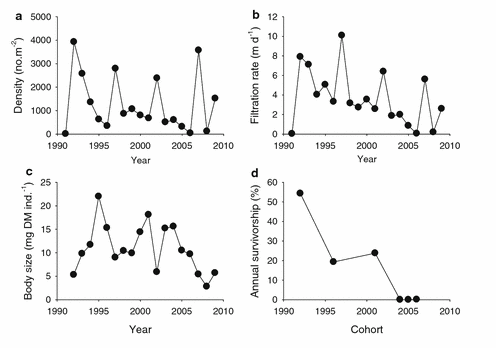 a
5000
4000
3000
2000
1000
0
Density (no.m-2)
1990 1995 2000 2005 2010
Year
b
12
10
8
6
4
2
0
Filtration rate (m d-1)
1990 1995 2000 2005 2010
Year
c
25
20
15
10
5
0
Body size (mg DM ind.-1)
1990 1995 2000 2005 2010
Year
d
60
50
40
30
20
10
0
Annual survivorship (%)
1990 1995 2000 2005 2010
Cohort